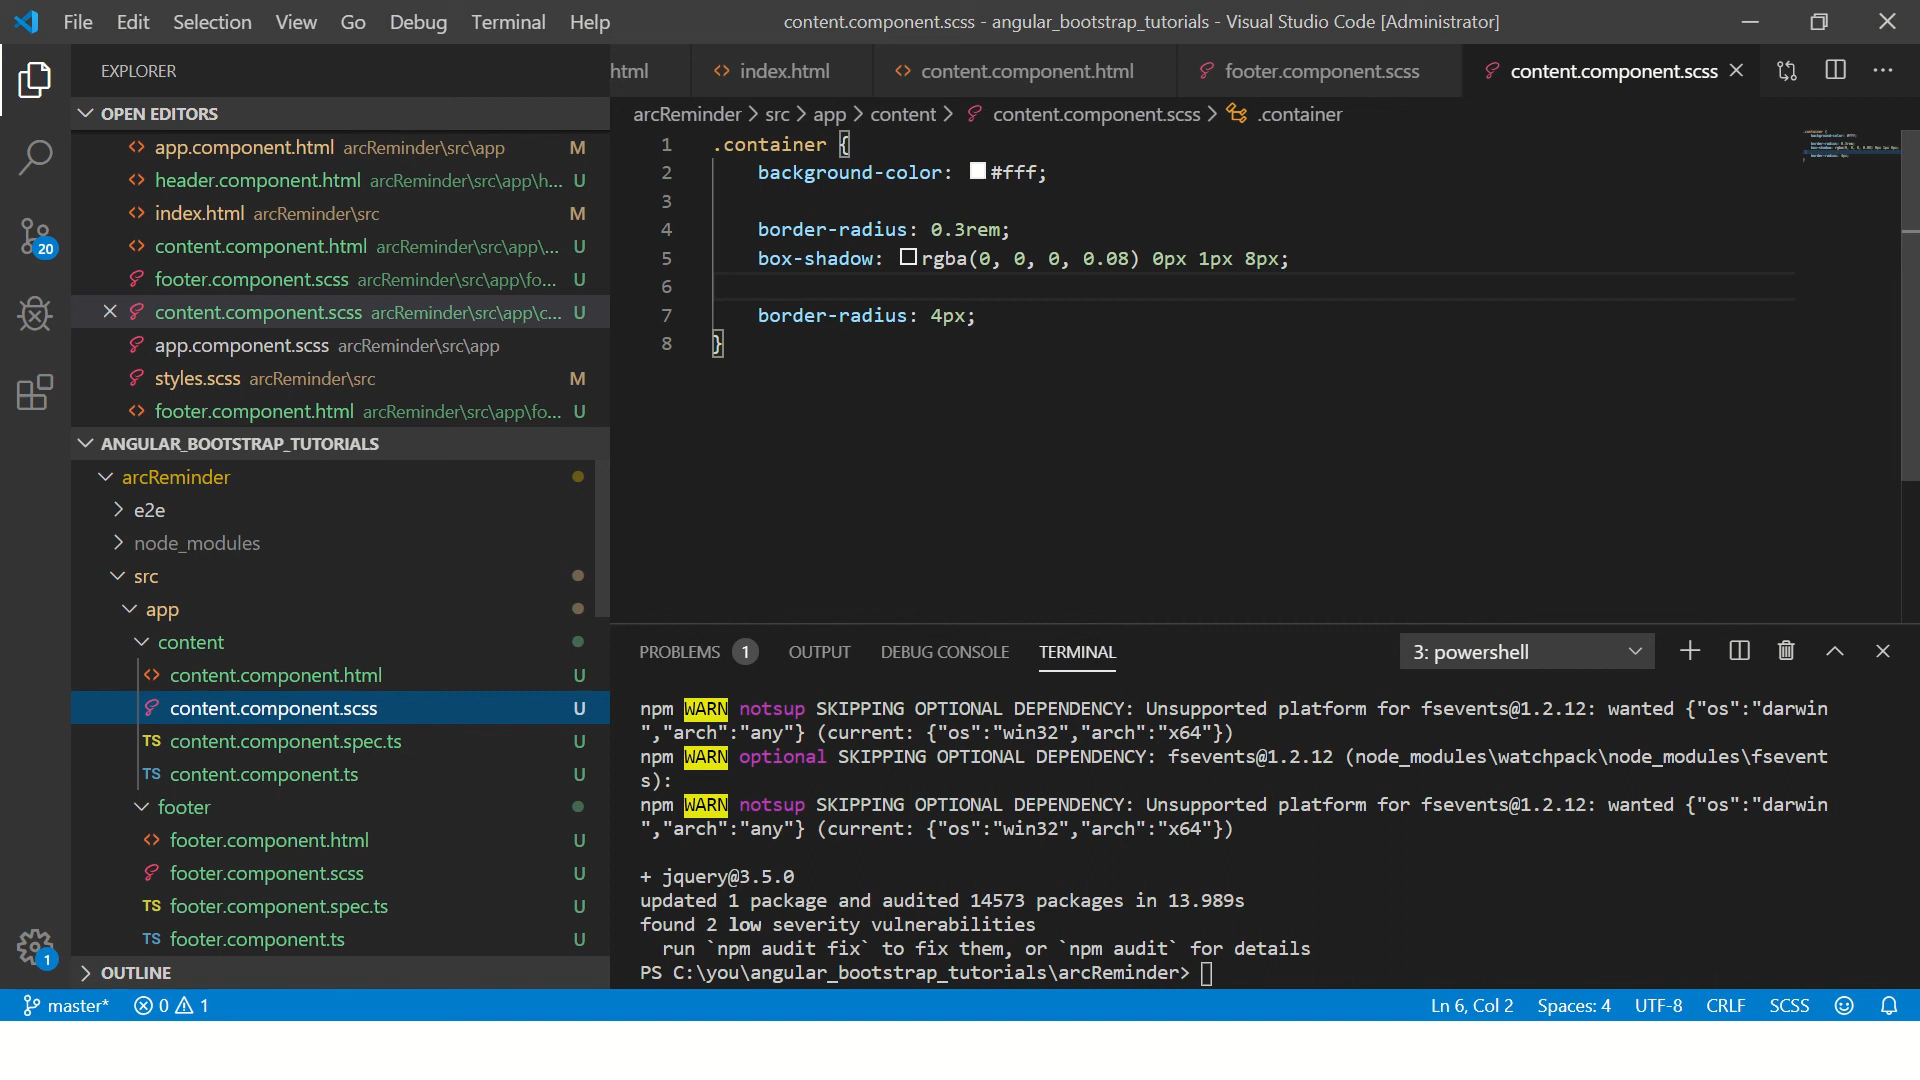 File Edit Selection View Go Debug Terminal Help content.component.scss - angular_bootstrap_tutorials - Visual Studio Code [Administrator]
EXPLORER
html index.html content.component.html footer.component.scss content.component.scss
OPEN EDITORS
app.component.html arcReminder\src\app M
header.component.html arcReminder\src\app\h... U
index.html arcReminder\src M
content.component.html arcReminder\src\app\... U
footer.component.scss arcReminder\src\app\fo... U
content.component.scss arcReminder\src\app\c... U
app.component.scss arcReminder\src\app
styles.scss arcReminder\src M
footer.component.html arcReminder\src\app\fo... U
20
ANGULAR_BOOTSTRAP_TUTORIALS
arcReminder
e2e
node_modules
src
app
content
content.component.html U
content.component.scss U
TS content.component.spec.ts U
TS content.component.ts U
footer
footer.component.html U
footer.component.scss U
TS footer.component.spec.ts U
TS footer.component.ts U
1
OUTLINE
arcReminder > src > app > content > content.component.scss > .container
1 .container {
2 background-color: #fff;
3
4 border-radius: 0.3rem;
5 box-shadow: rgba(0, 0, 0, 0.08) 0px 1px 8px;
6
7 border-radius: 4px;
8 }
PROBLEMS 1 OUTPUT DEBUG CONSOLE TERMINAL 3: powershell
npm WARN notsup SKIPPING OPTIONAL DEPENDENCY: Unsupported platform for fsevents@1.2.12: wanted {"os":"darwin
","arch":"any"} (current: {"os":"win32","arch":"x64"})
npm WARN optional SKIPPING OPTIONAL DEPENDENCY: fsevents@1.2.12 (node_modules\watchpack\node_modules\fsevent
s):
npm WARN notsup SKIPPING OPTIONAL DEPENDENCY: Unsupported platform for fsevents@1.2.12: wanted {"os":"darwin
","arch":"any"} (current: {"os":"win32","arch":"x64"})
+ jquery@3.5.0
updated 1 package and audited 14573 packages in 13.989s
found 2 low severity vulnerabilities
run `npm audit fix` to fix them, or `npm audit` for details
PS C:\you\angular_bootstrap_tutorials\arcReminder>
master* 0 1 Ln 6, Col 2 Spaces: 4 UTF-8 CRLF SCSS